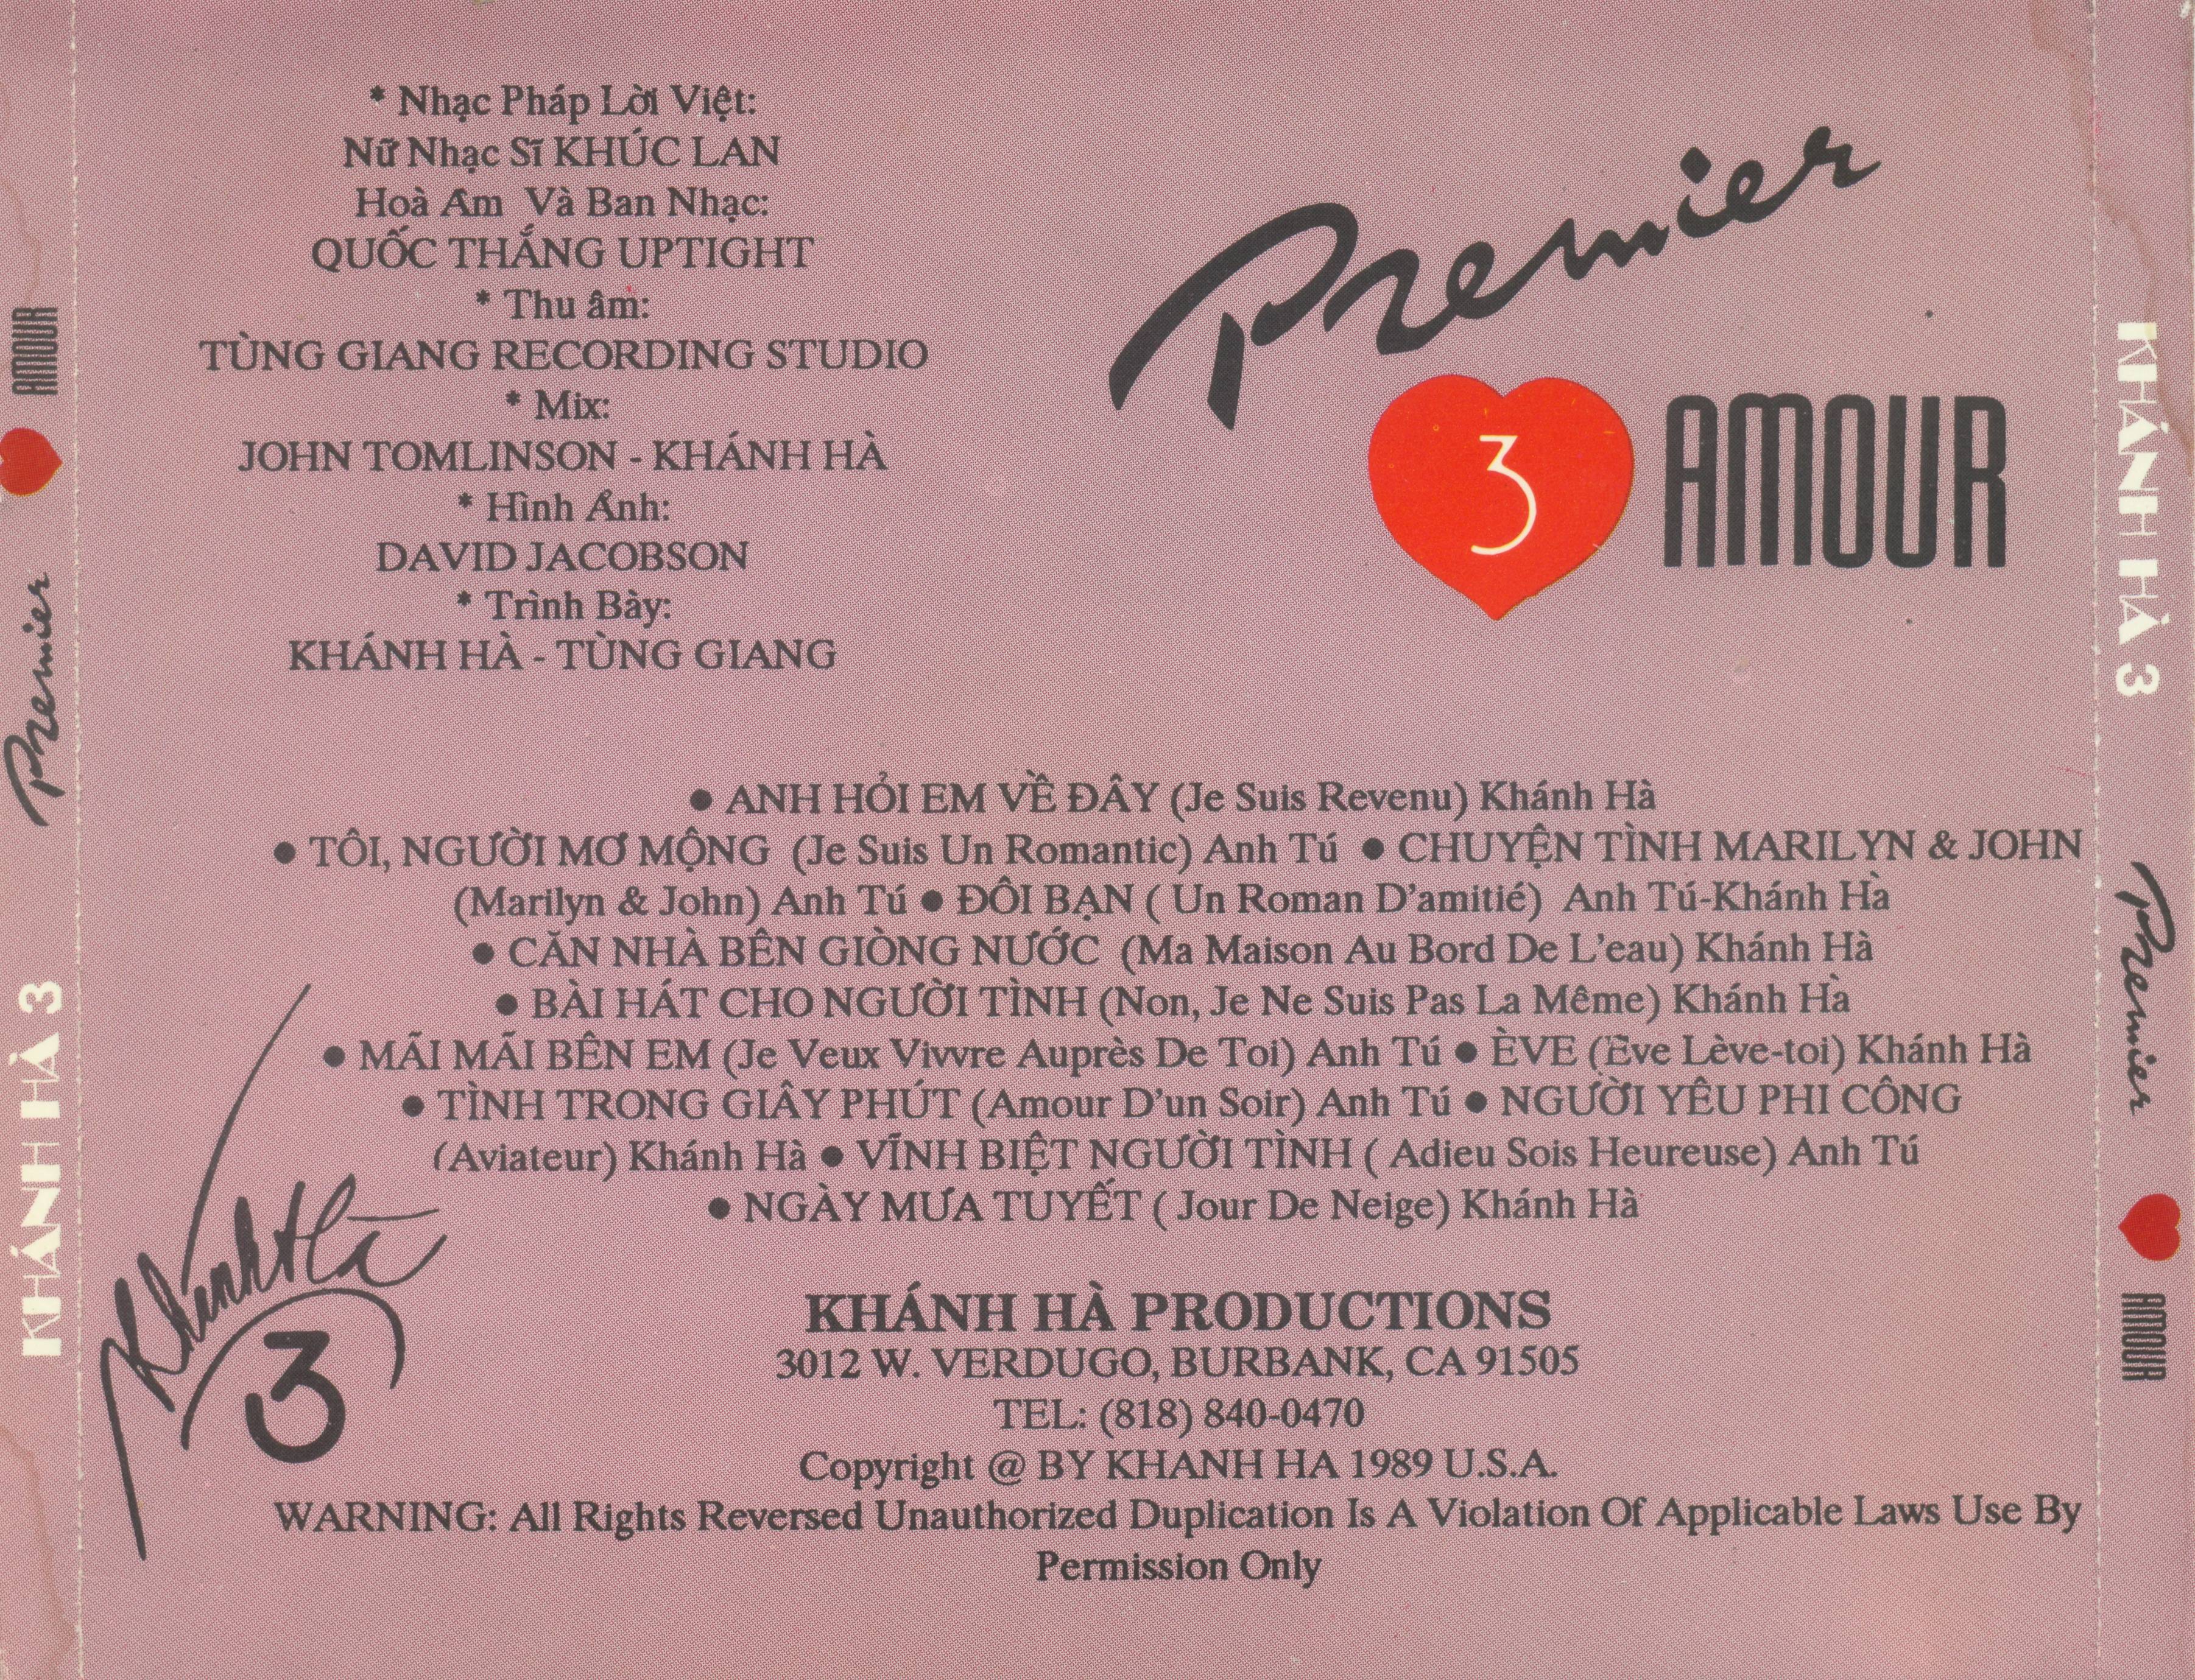 * Nhạc Pháp Lời Việt:
Nữ Nhạc Sĩ KHÚC LAN
Hoà Âm Và Ban Nhạc:
QUỐC THẮNG UPTIGHT
* Thu âm:
TÙNG GIANG RECORDING STUDIO
* Mix:
JOHN TOMLINSON - KHÁNH HÀ
* Hình Ảnh:
DAVID JACOBSON
* Trình Bày:
KHÁNH HÀ - TÙNG GIANG
Premier
3 AMOUR
● ANH HỎI EM VỀ ĐÂY (Je Suis Revenu) Khánh Hà
● TÔI, NGƯỜI MƠ MỘNG (Je Suis Un Romantic) Anh Tú ● CHUYỆN TÌNH MARILYN & JOHN
(Marilyn & John) Anh Tú ● ĐÔI BẠN ( Un Roman D'amitié) Anh Tú-Khánh Hà
● CĂN NHÀ BÊN GIÒNG NƯỚC (Ma Maison Au Bord De L'eau) Khánh Hà
● BÀI HÁT CHO NGƯỜI TÌNH (Non, Je Ne Suis Pas La Même) Khánh Hà
● MÃI MÃI BÊN EM (Je Veux Vivvre Auprès De Toi) Anh Tú ● ÈVE (Ève Lève-toi) Khánh Hà
● TÌNH TRONG GIÂY PHÚT (Amour D'un Soir) Anh Tú ● NGƯỜI YÊU PHI CÔNG
(Aviateur) Khánh Hà ● VĨNH BIỆT NGƯỜI TÌNH ( Adieu Sois Heureuse) Anh Tú
● NGÀY MƯA TUYẾT ( Jour De Neige) Khánh Hà
Khánh Hà
3
KHÁNH HÀ PRODUCTIONS
3012 W. VERDUGO, BURBANK, CA 91505
TEL: (818) 840-0470
Copyright @ BY KHANH HA 1989 U.S.A.
WARNING: All Rights Reversed Unauthorized Duplication Is A Violation Of Applicable Laws Use By
Permission Only
KHÁNH HÀ 3 Premier AMOUR
KHÁNH HÀ 3 Premier AMOUR